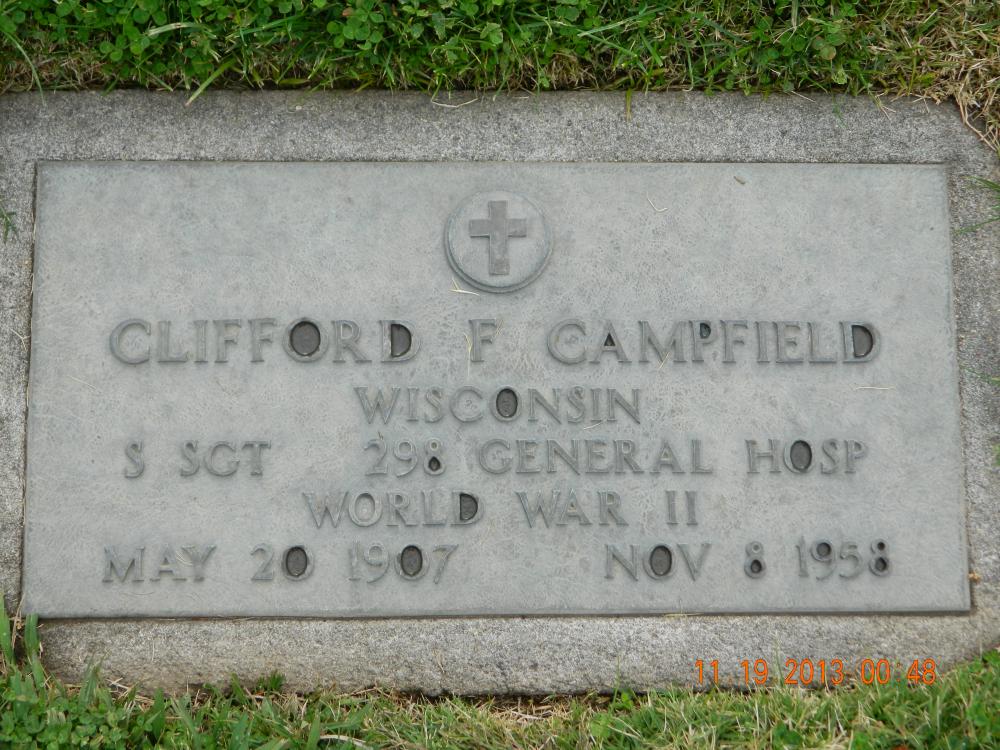 CLIFFORD F CAMPFIELD
WISCONSIN
S SGT 298 GENERAL HOSP
WORLD WAR II
MAY 20 1907 NOV 8 1958
11 19 2013 00:48